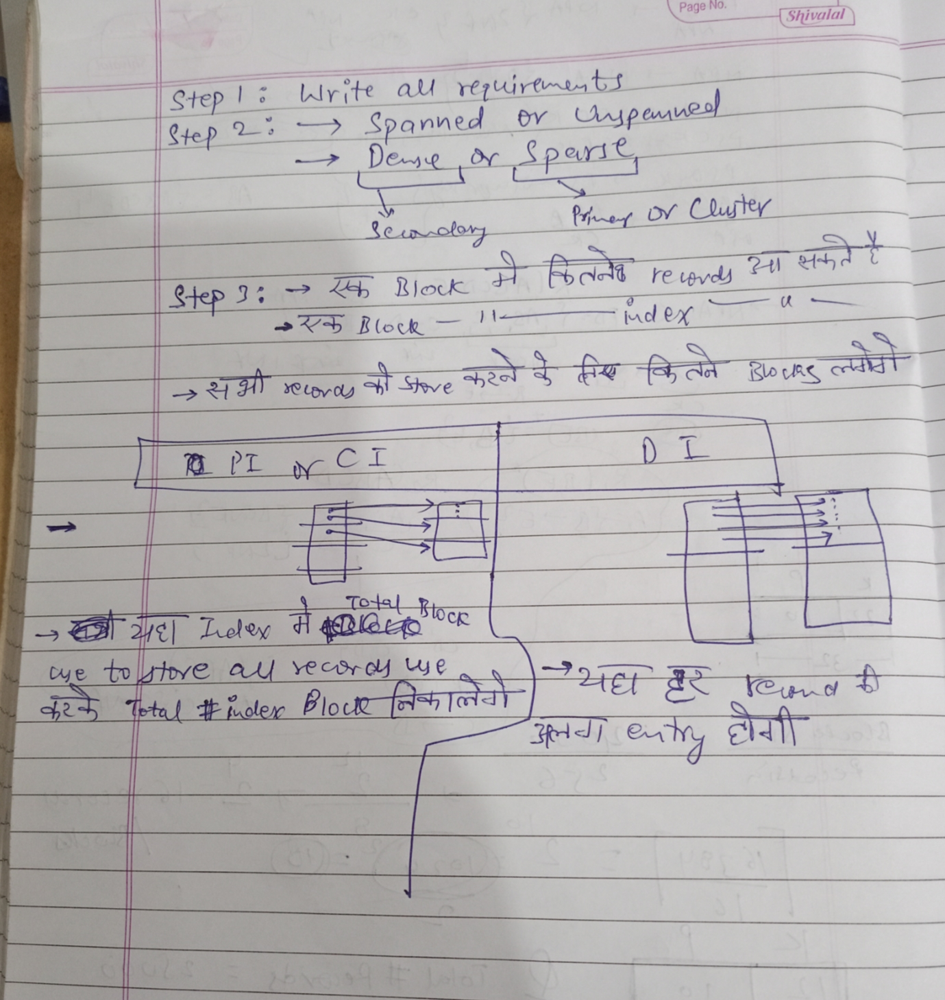 Page No.
Shivalal
Step 1 : Write all requirements
Step 2 : → Spanned or Unspanned
→ Dense or Sparse
Secondary
Primary or Cluster
Step 3 : → एक Block मे कितने records आ सकते है
→ एक Block — 11 — index — 11 —
→ सभी records को store करने के लिए कितने Blocks लगेगे
PI or CI
D I
→ यहा Index मे Total Block
use to store all records use
करके Total # index Block निकालेगे
→ यहा हर record की
अलग entry होगी